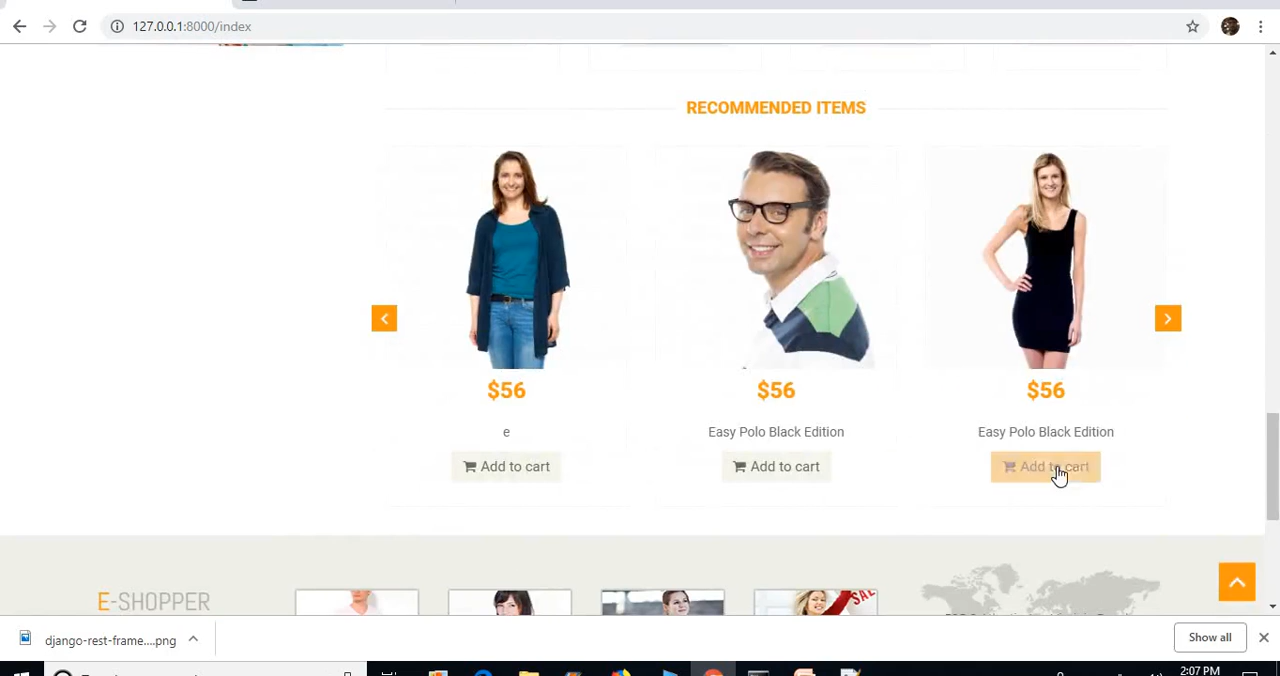 127.0.0.1:8000/index
RECOMMENDED ITEMS
$56
$56
$56
e
Easy Polo Black Edition
Easy Polo Black Edition
Add to cart
Add to cart
Add to cart
E-SHOPPER
SALE
django-rest-frame....png
Show all
2:07 PM